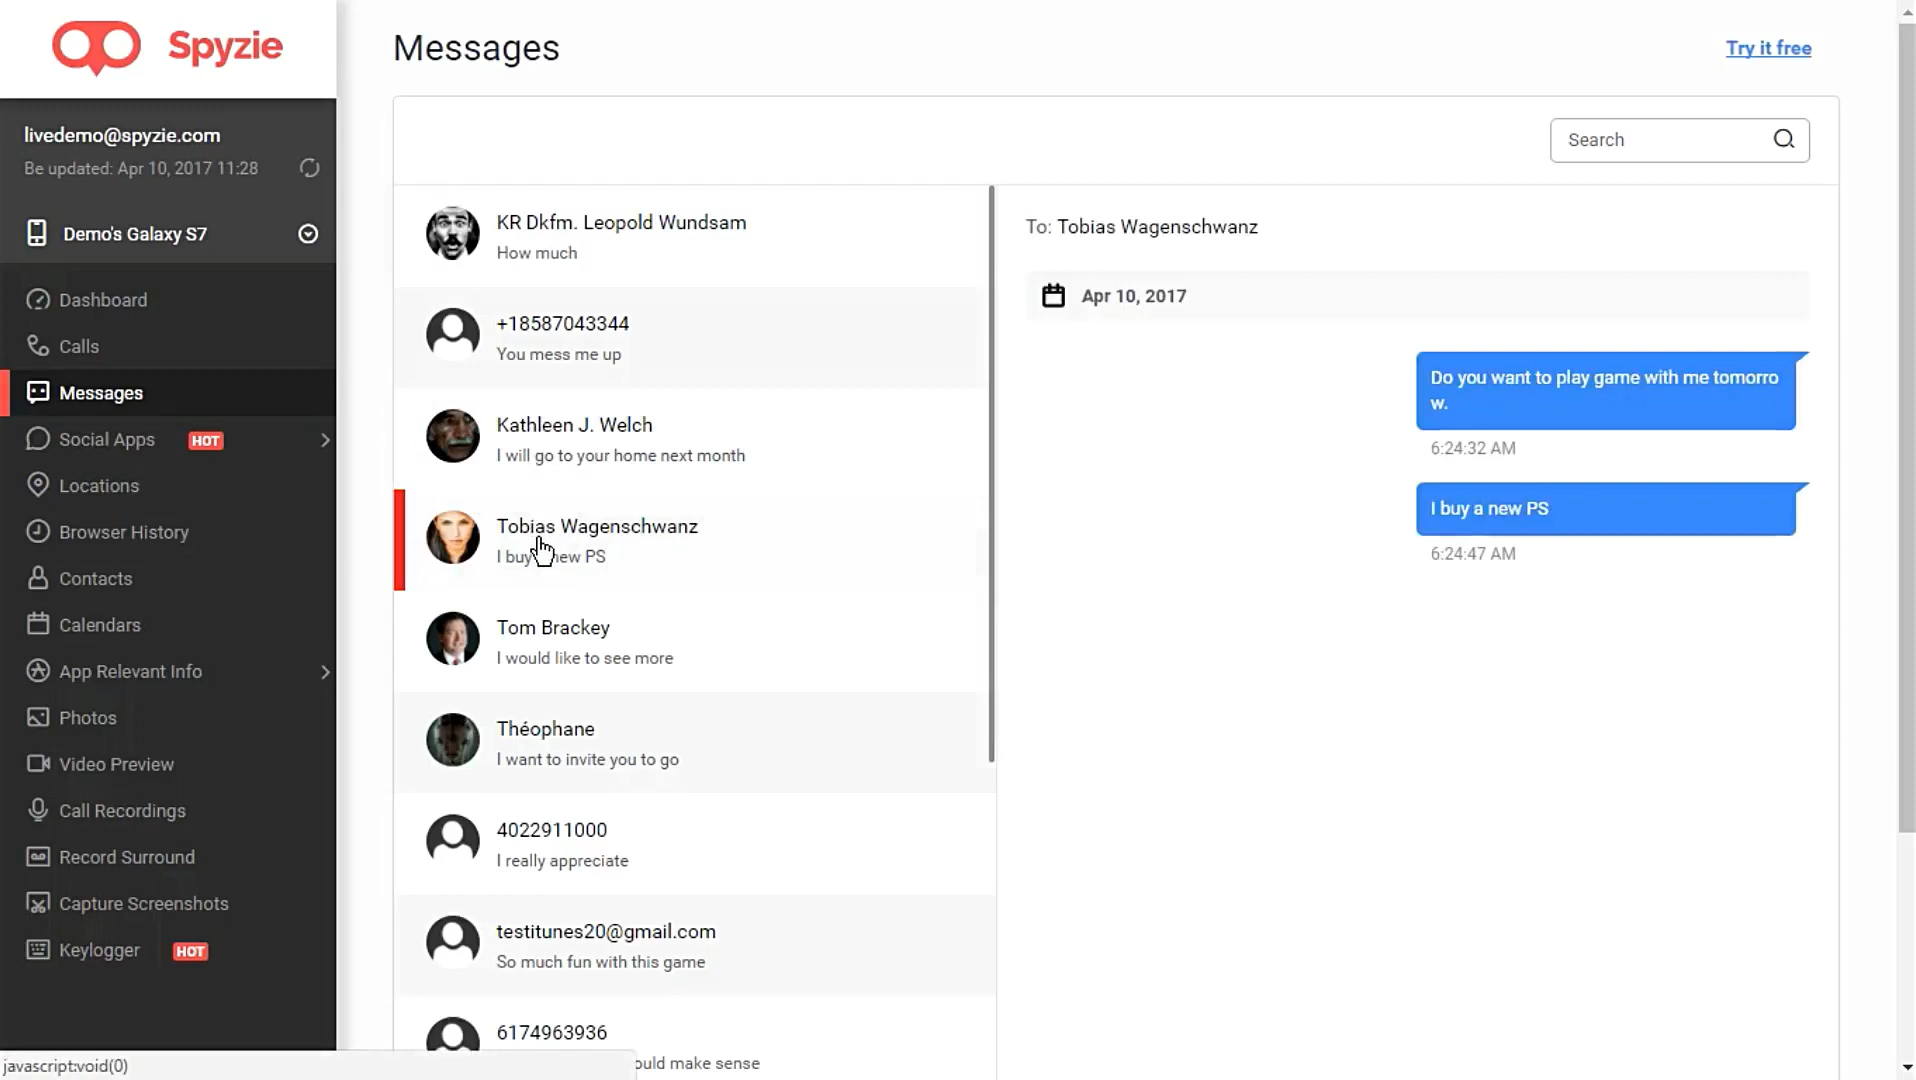 Spyzie
livedemo@spyzie.com
Be updated: Apr 10, 2017 11:28
Demo's Galaxy S7
Dashboard
Calls
Messages
Social Apps HOT
Locations
Browser History
Contacts
Calendars
App Relevant Info
Photos
Video Preview
Call Recordings
Record Surround
Capture Screenshots
Keylogger HOT
javascript:void(0)
Messages
Try it free
Search
KR Dkfm. Leopold Wundsam
How much
+18587043344
You mess me up
Kathleen J. Welch
I will go to your home next month
Tobias Wagenschwanz
I buy new PS
Tom Brackey
I would like to see more
Théophane
I want to invite you to go
4022911000
I really appreciate
testitunes20@gmail.com
So much fun with this game
6174963936
ould make sense
To: Tobias Wagenschwanz
Apr 10, 2017
Do you want to play game with me tomorro
w.
6:24:32 AM
I buy a new PS
6:24:47 AM